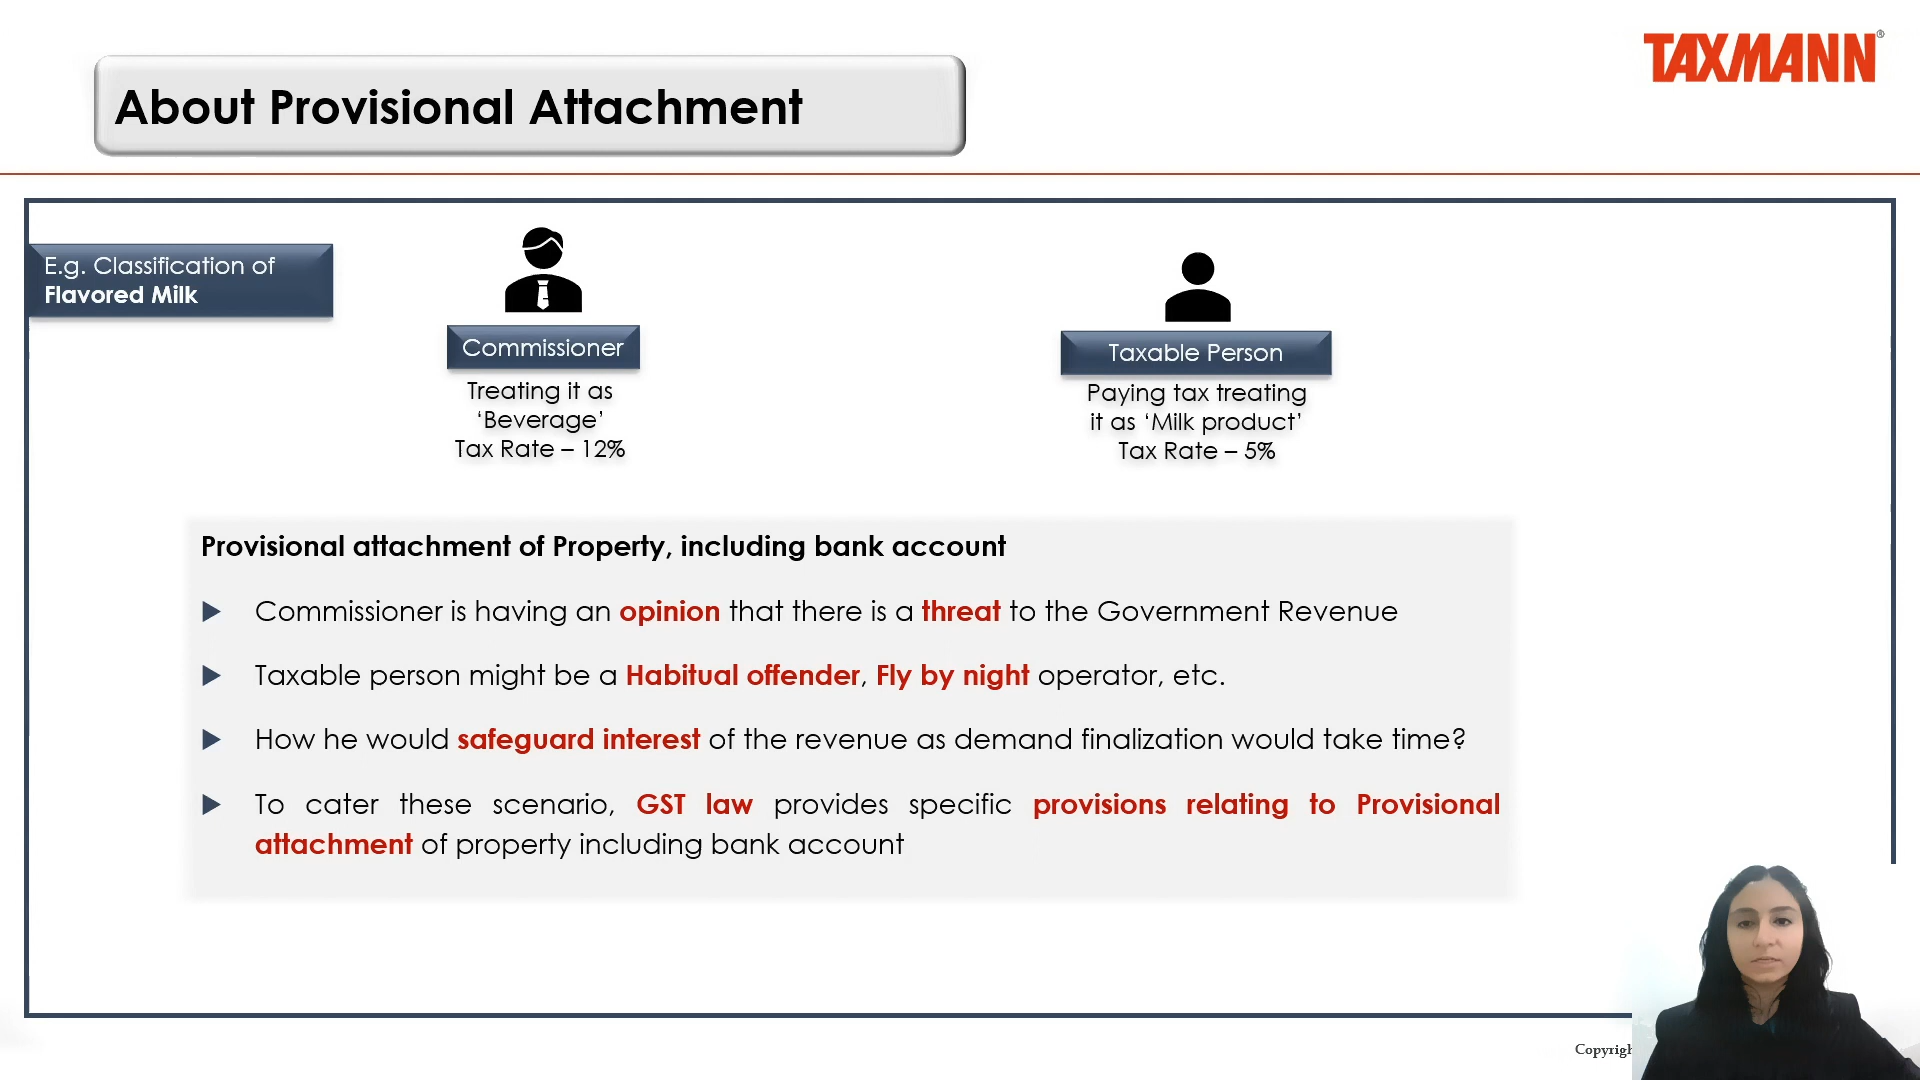 TAXMANN®
About Provisional Attachment
E.g. Classification of
Flavored Milk
Commissioner
Treating it as
‘Beverage’
Tax Rate – 12%
Taxable Person
Paying tax treating
it as ‘Milk product’
Tax Rate – 5%
Provisional attachment of Property, including bank account
Commissioner is having an opinion that there is a threat to the Government Revenue
Taxable person might be a Habitual offender, Fly by night operator, etc.
How he would safeguard interest of the revenue as demand finalization would take time?
To cater these scenario, GST law provides specific provisions relating to Provisional
attachment of property including bank account